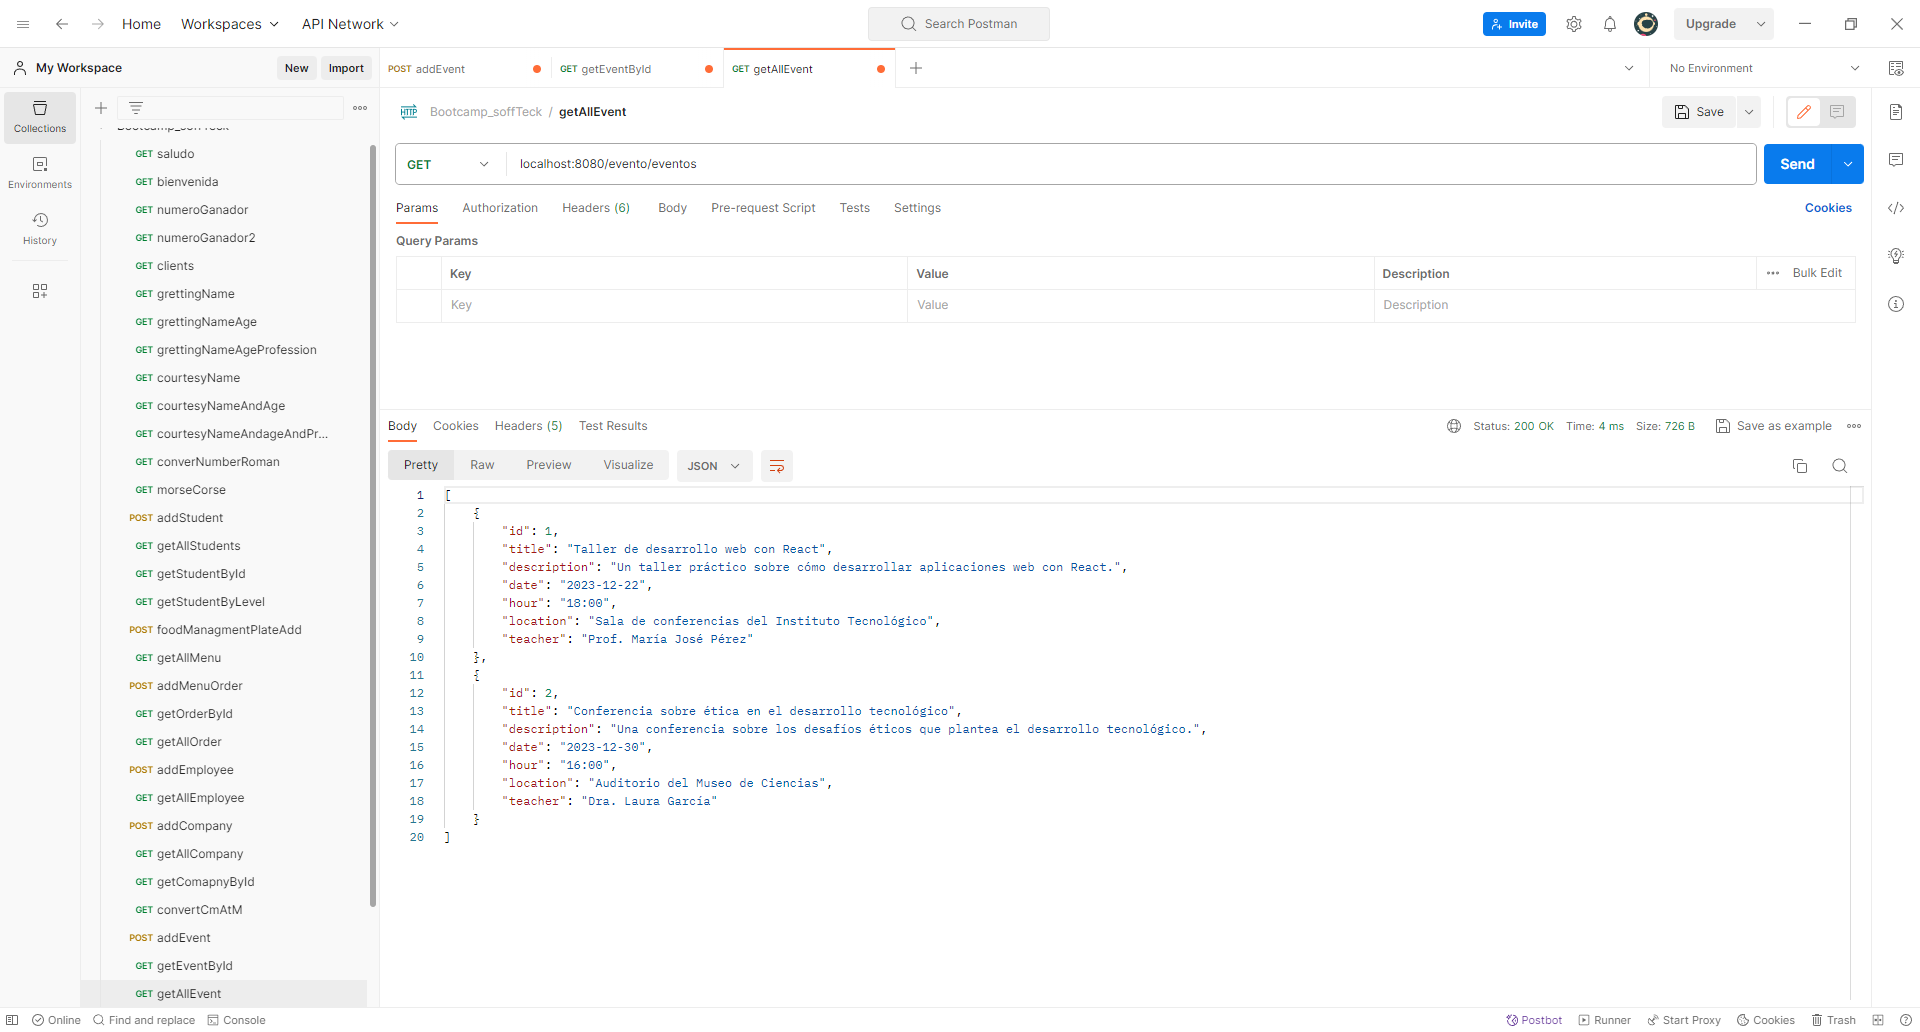 Home Workspaces API Network Search Postman Invite Upgrade
My Workspace New Import POST addEvent GET getEventById GET getAllEvent No Environment
Collections
Environments
History
GET saludo
GET bienvenida
GET numeroGanador
GET numeroGanador2
GET clients
GET grettingName
GET grettingNameAge
GET grettingNameAgeProfession
GET courtesyName
GET courtesyNameAndAge
GET courtesyNameAndageAndPr...
GET converNumberRoman
GET morseCorse
POST addStudent
GET getAllStudents
GET getStudentById
GET getStudentByLevel
POST foodManagmentPlateAdd
GET getAllMenu
POST addMenuOrder
GET getOrderById
GET getAllOrder
POST addEmployee
GET getAllEmployee
POST addCompany
GET getAllCompany
GET getComapnyById
GET convertCmAtM
POST addEvent
GET getEventById
GET getAllEvent
HTTP Bootcamp_soffTeck / getAllEvent Save
GET localhost:8080/evento/eventos Send
Params Authorization Headers (6) Body Pre-request Script Tests Settings Cookies
Query Params
Key Value Description Bulk Edit
Key Value Description
Body Cookies Headers (5) Test Results Status: 200 OK Time: 4 ms Size: 726 B Save as example
Pretty Raw Preview Visualize JSON
1 [
2 {
3 "id": 1,
4 "title": "Taller de desarrollo web con React",
5 "description": "Un taller práctico sobre cómo desarrollar aplicaciones web con React.",
6 "date": "2023-12-22",
7 "hour": "18:00",
8 "location": "Sala de conferencias del Instituto Tecnológico",
9 "teacher": "Prof. María José Pérez"
10 },
11 {
12 "id": 2,
13 "title": "Conferencia sobre ética en el desarrollo tecnológico",
14 "description": "Una conferencia sobre los desafíos éticos que plantea el desarrollo tecnológico.",
15 "date": "2023-12-30",
16 "hour": "16:00",
17 "location": "Auditorio del Museo de Ciencias",
18 "teacher": "Dra. Laura García"
19 }
20 ]
Online Find and replace Console Postbot Runner Start Proxy Cookies Trash